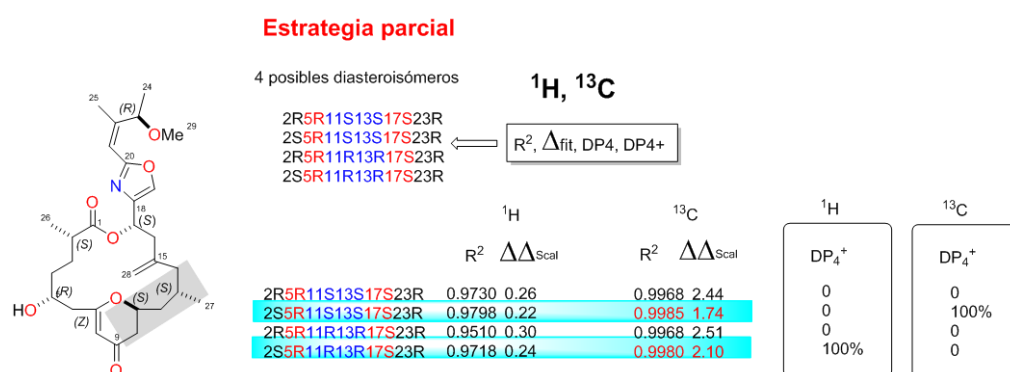 Estrategia parcial
4 posibles diasteroisómeros
¹H, ¹³C
2R5R11S13S17S23R
2S5R11S13S17S23R
2R5R11R13R17S23R
2S5R11R13R17S23R
R², Δfit, DP4, DP4+
24
25
(R)
OMe
29
20
O
N
18
O
26
1
O
(S)
(S)
15
28
(R)
HO
O
(S)
27
(Z)
9
O
¹H
¹³C
R² ΔΔScal
R² ΔΔScal
2R5R11S13S17S23R 0.9730 0.26 0.9968 2.44
2S5R11S13S17S23R 0.9798 0.22 0.9985 1.74
2R5R11R13R17S23R 0.9510 0.30 0.9968 2.51
2S5R11R13R17S23R 0.9718 0.24 0.9980 2.10
¹H
¹³C
DP₄⁺
DP₄⁺
0 0
0 100%
0 0
100% 0